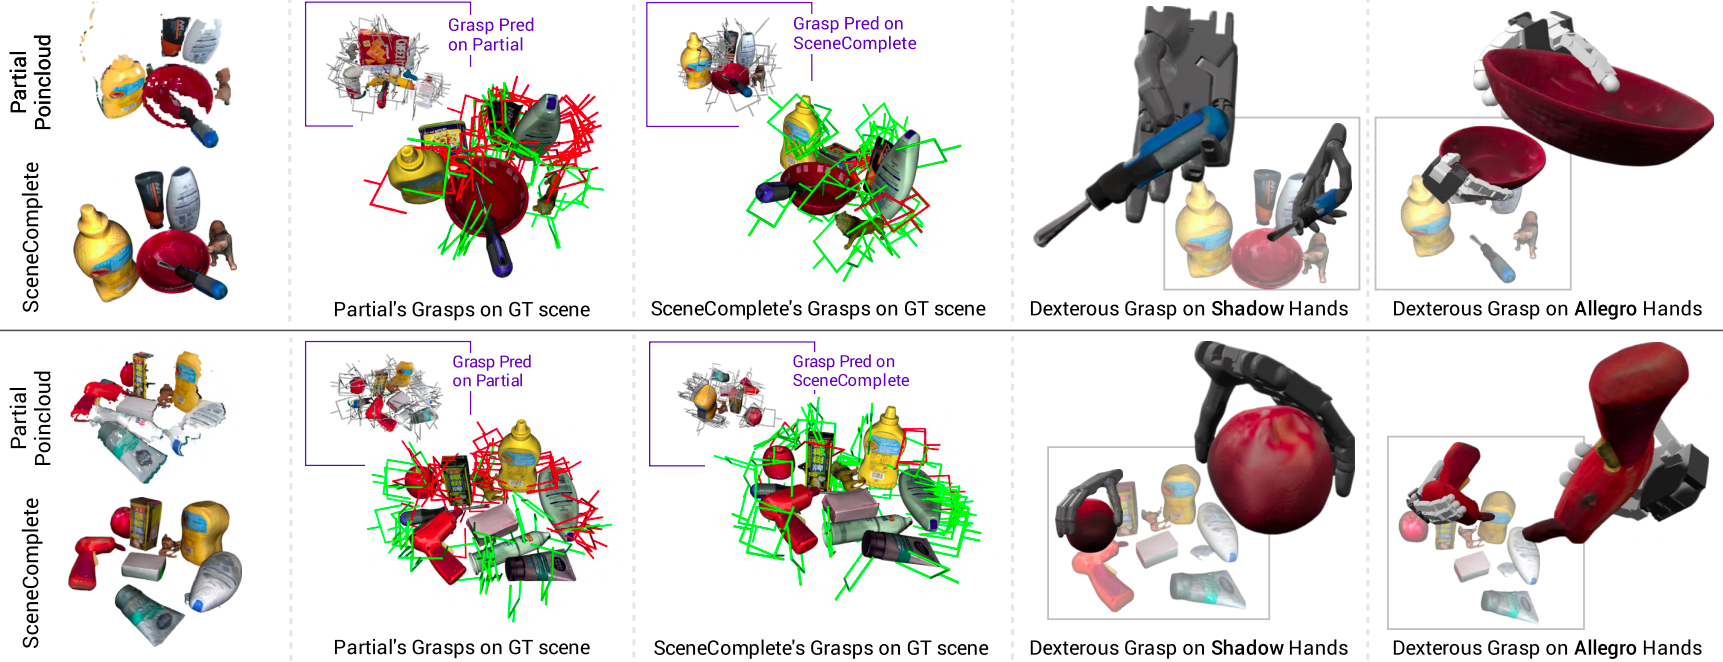 Partial
Poincloud
SceneComplete
Grasp Pred
on Partial
Partial's Grasps on GT scene
Grasp Pred on
SceneComplete
SceneComplete's Grasps on GT scene
Dexterous Grasp on Shadow Hands
Dexterous Grasp on Allegro Hands
Partial
Poincloud
SceneComplete
Grasp Pred
on Partial
Partial's Grasps on GT scene
Grasp Pred on
SceneComplete
SceneComplete's Grasps on GT scene
Dexterous Grasp on Shadow Hands
Dexterous Grasp on Allegro Hands